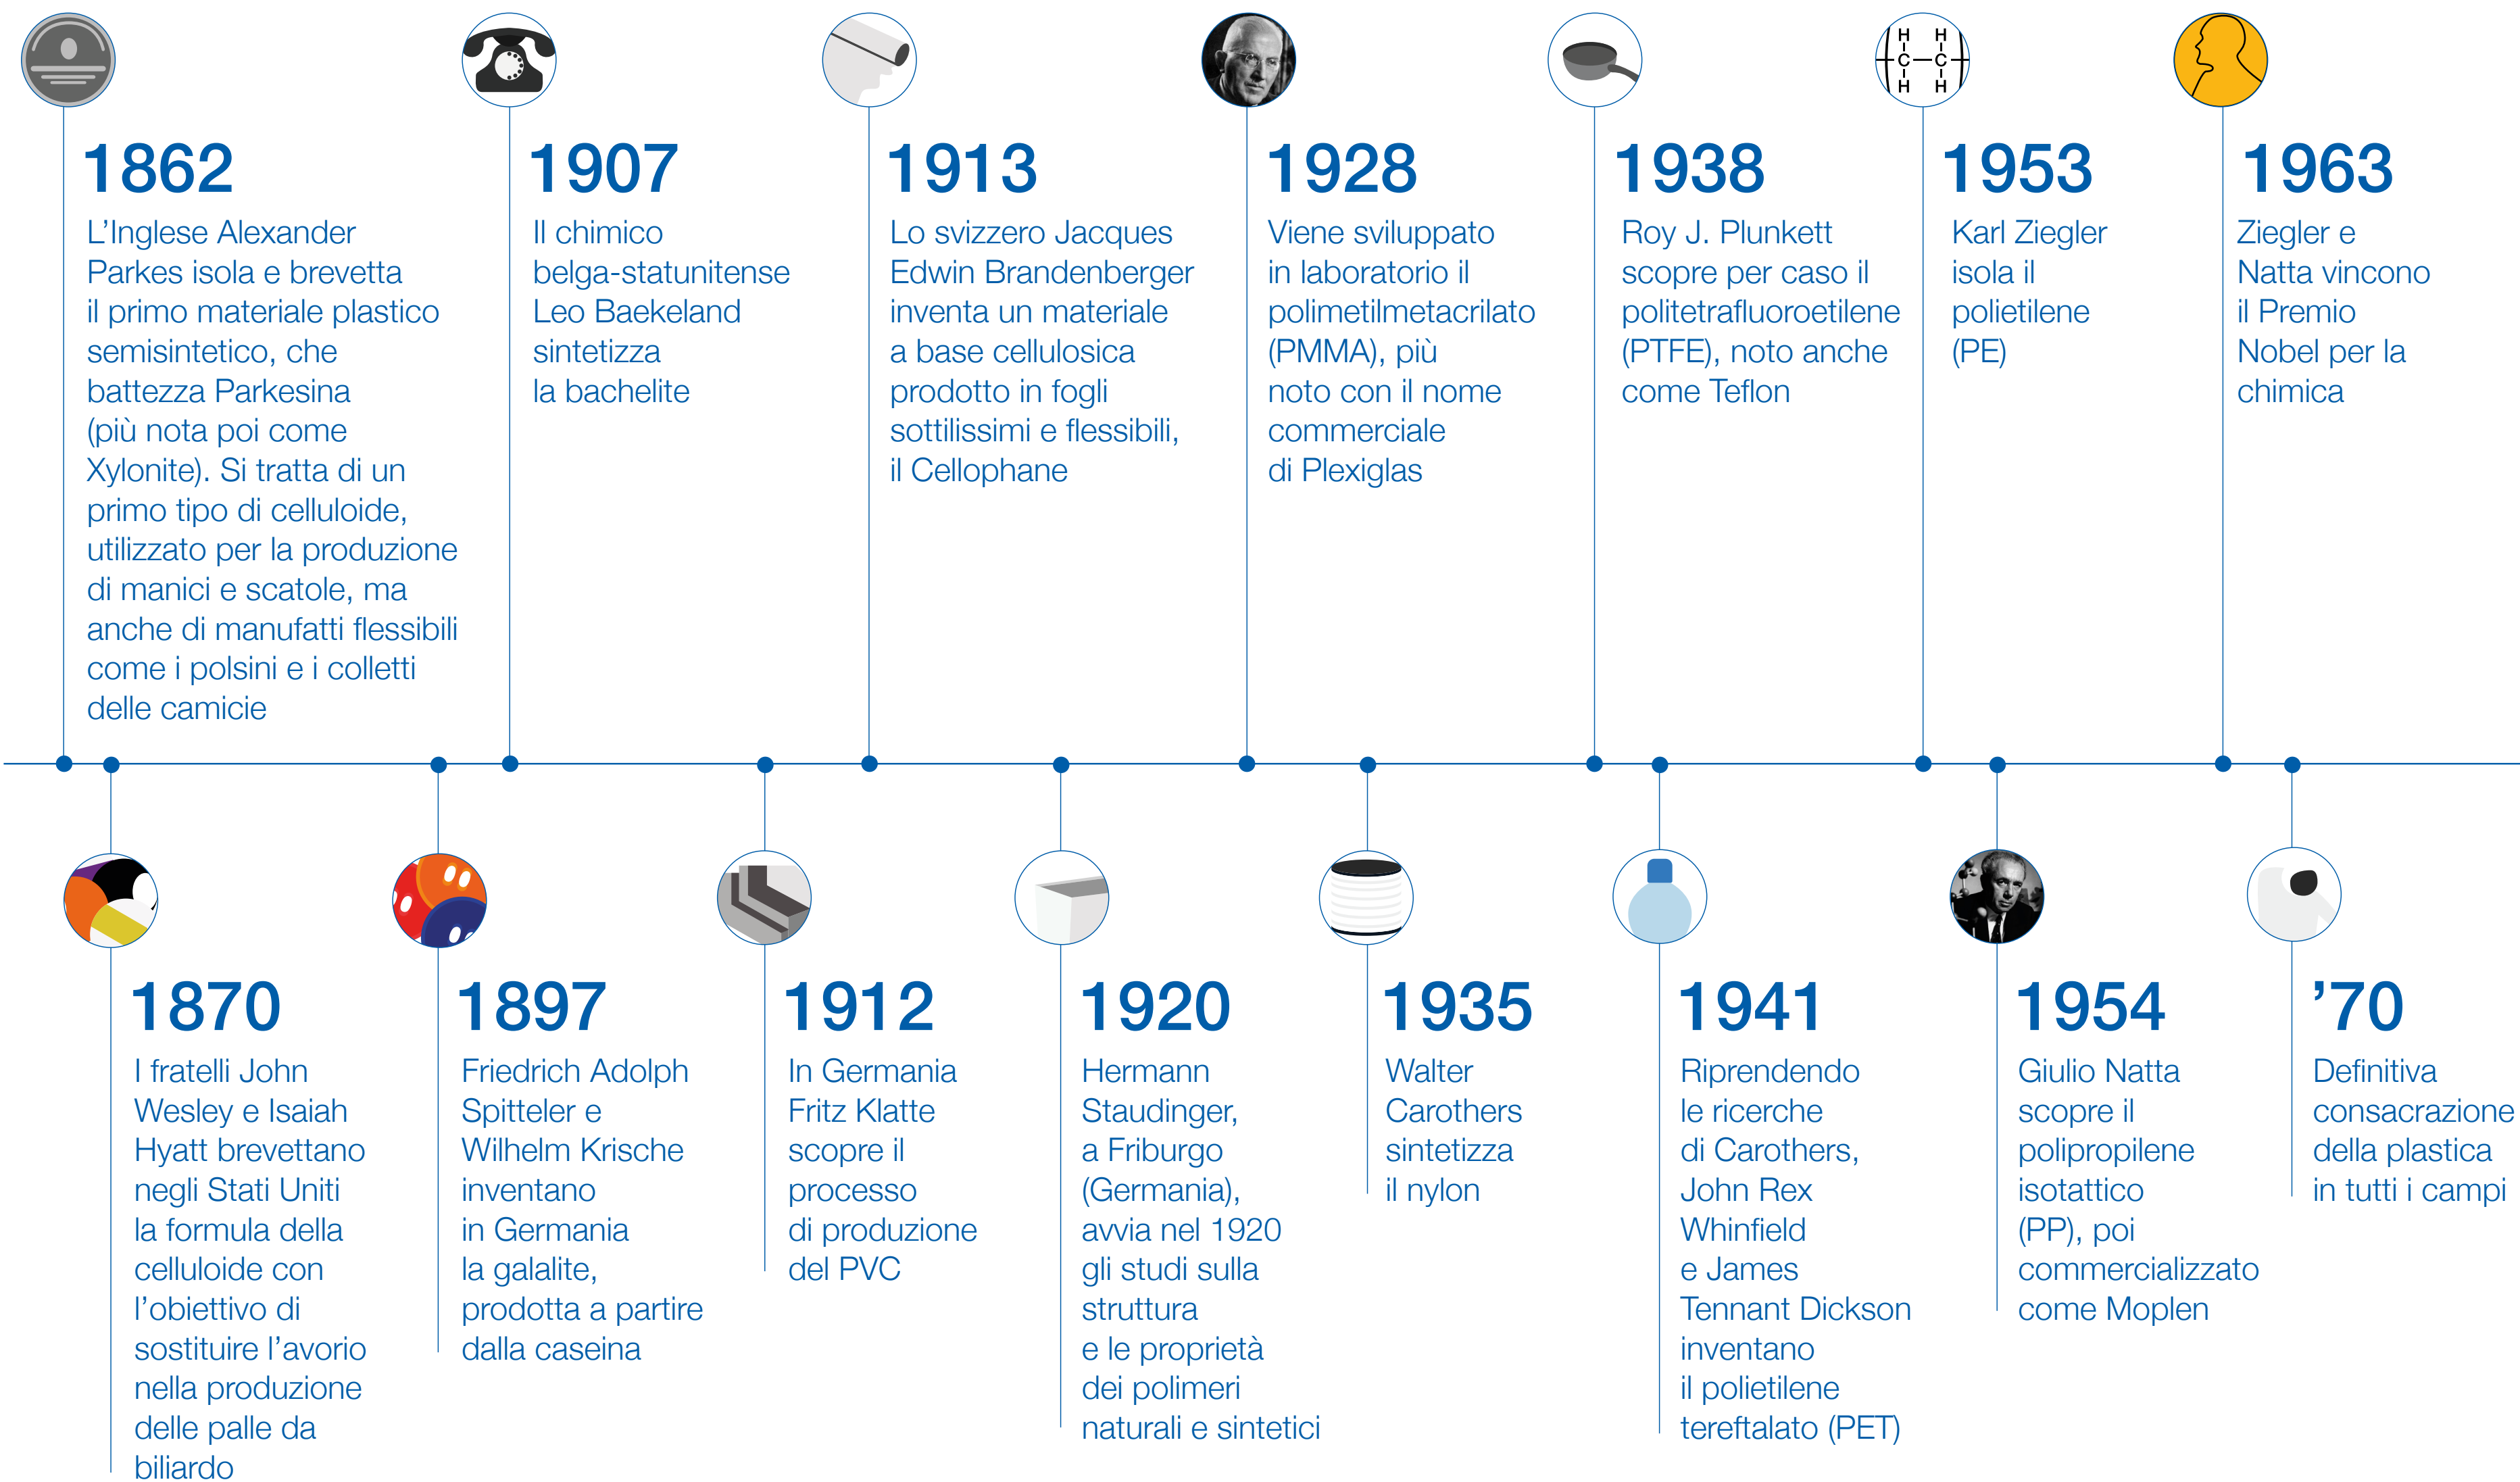 H H
C C
H H
1862
L'Inglese Alexander
Parkes isola e brevetta
il primo materiale plastico
semisintetico, che
battezza Parkesina
(più nota poi come
Xylonite). Si tratta di un
primo tipo di celluloide,
utilizzato per la produzione
di manici e scatole, ma
anche di manufatti flessibili
come i polsini e i colletti
delle camicie
1907
Il chimico
belga-statunitense
Leo Baekeland
sintetizza
la bachelite
1913
Lo svizzero Jacques
Edwin Brandenberger
inventa un materiale
a base cellulosica
prodotto in fogli
sottilissimi e flessibili,
il Cellophane
1928
Viene sviluppato
in laboratorio il
polimetilmetacrilato
(PMMA), più
noto con il nome
commerciale
di Plexiglas
1938
Roy J. Plunkett
scopre per caso il
politetrafluoroetilene
(PTFE), noto anche
come Teflon
1953
Karl Ziegler
isola il
polietilene
(PE)
1963
Ziegler e
Natta vincono
il Premio
Nobel per la
chimica
1870
I fratelli John
Wesley e Isaiah
Hyatt brevettano
negli Stati Uniti
la formula della
celluloide con
l'obiettivo di
sostituire l'avorio
nella produzione
delle palle da
biliardo
1897
Friedrich Adolph
Spitteler e
Wilhelm Krische
inventano
in Germania
la galalite,
prodotta a partire
dalla caseina
1912
In Germania
Fritz Klatte
scopre il
processo
di produzione
del PVC
1920
Hermann
Staudinger,
a Friburgo
(Germania),
avvia nel 1920
gli studi sulla
struttura
e le proprietà
dei polimeri
naturali e sintetici
1935
Walter
Carothers
sintetizza
il nylon
1941
Riprendendo
le ricerche
di Carothers,
John Rex
Whinfield
e James
Tennant Dickson
inventano
il polietilene
tereftalato (PET)
1954
Giulio Natta
scopre il
polipropilene
isotattico
(PP), poi
commercializzato
come Moplen
'70
Definitiva
consacrazione
della plastica
in tutti i campi